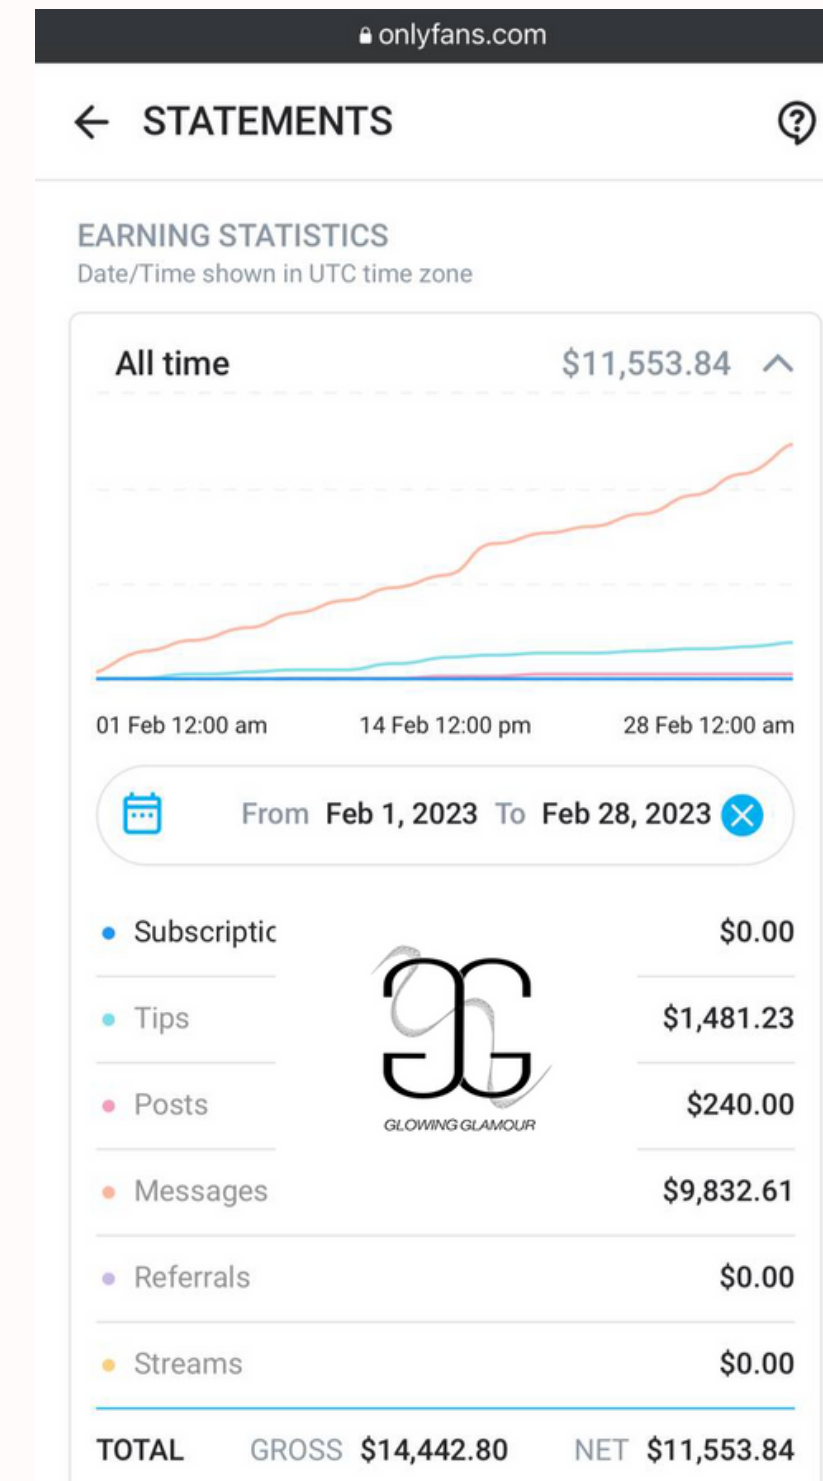 onlyfans.com
STATEMENTS
EARNING STATISTICS
Date/Time shown in UTC time zone
All time $11,553.84
01 Feb 12:00 am 14 Feb 12:00 pm 28 Feb 12:00 am
From Feb 1, 2023 To Feb 28, 2023
Subscriptic $0.00
Tips $1,481.23
GLOWING GLAMOUR
Posts $240.00
Messages $9,832.61
Referrals $0.00
Streams $0.00
TOTAL GROSS $14,442.80 NET $11,553.84